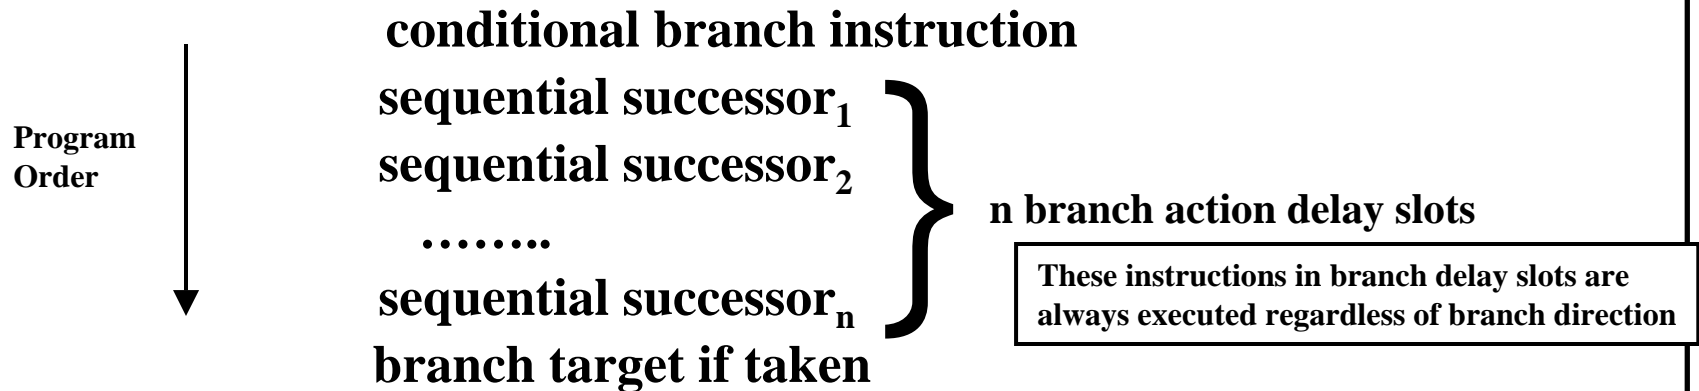 conditional branch instruction
sequential successor₁
sequential successor₂
Program
Order
……..
sequential successorₙ
branch target if taken
n branch action delay slots
These instructions in branch delay slots are
always executed regardless of branch direction